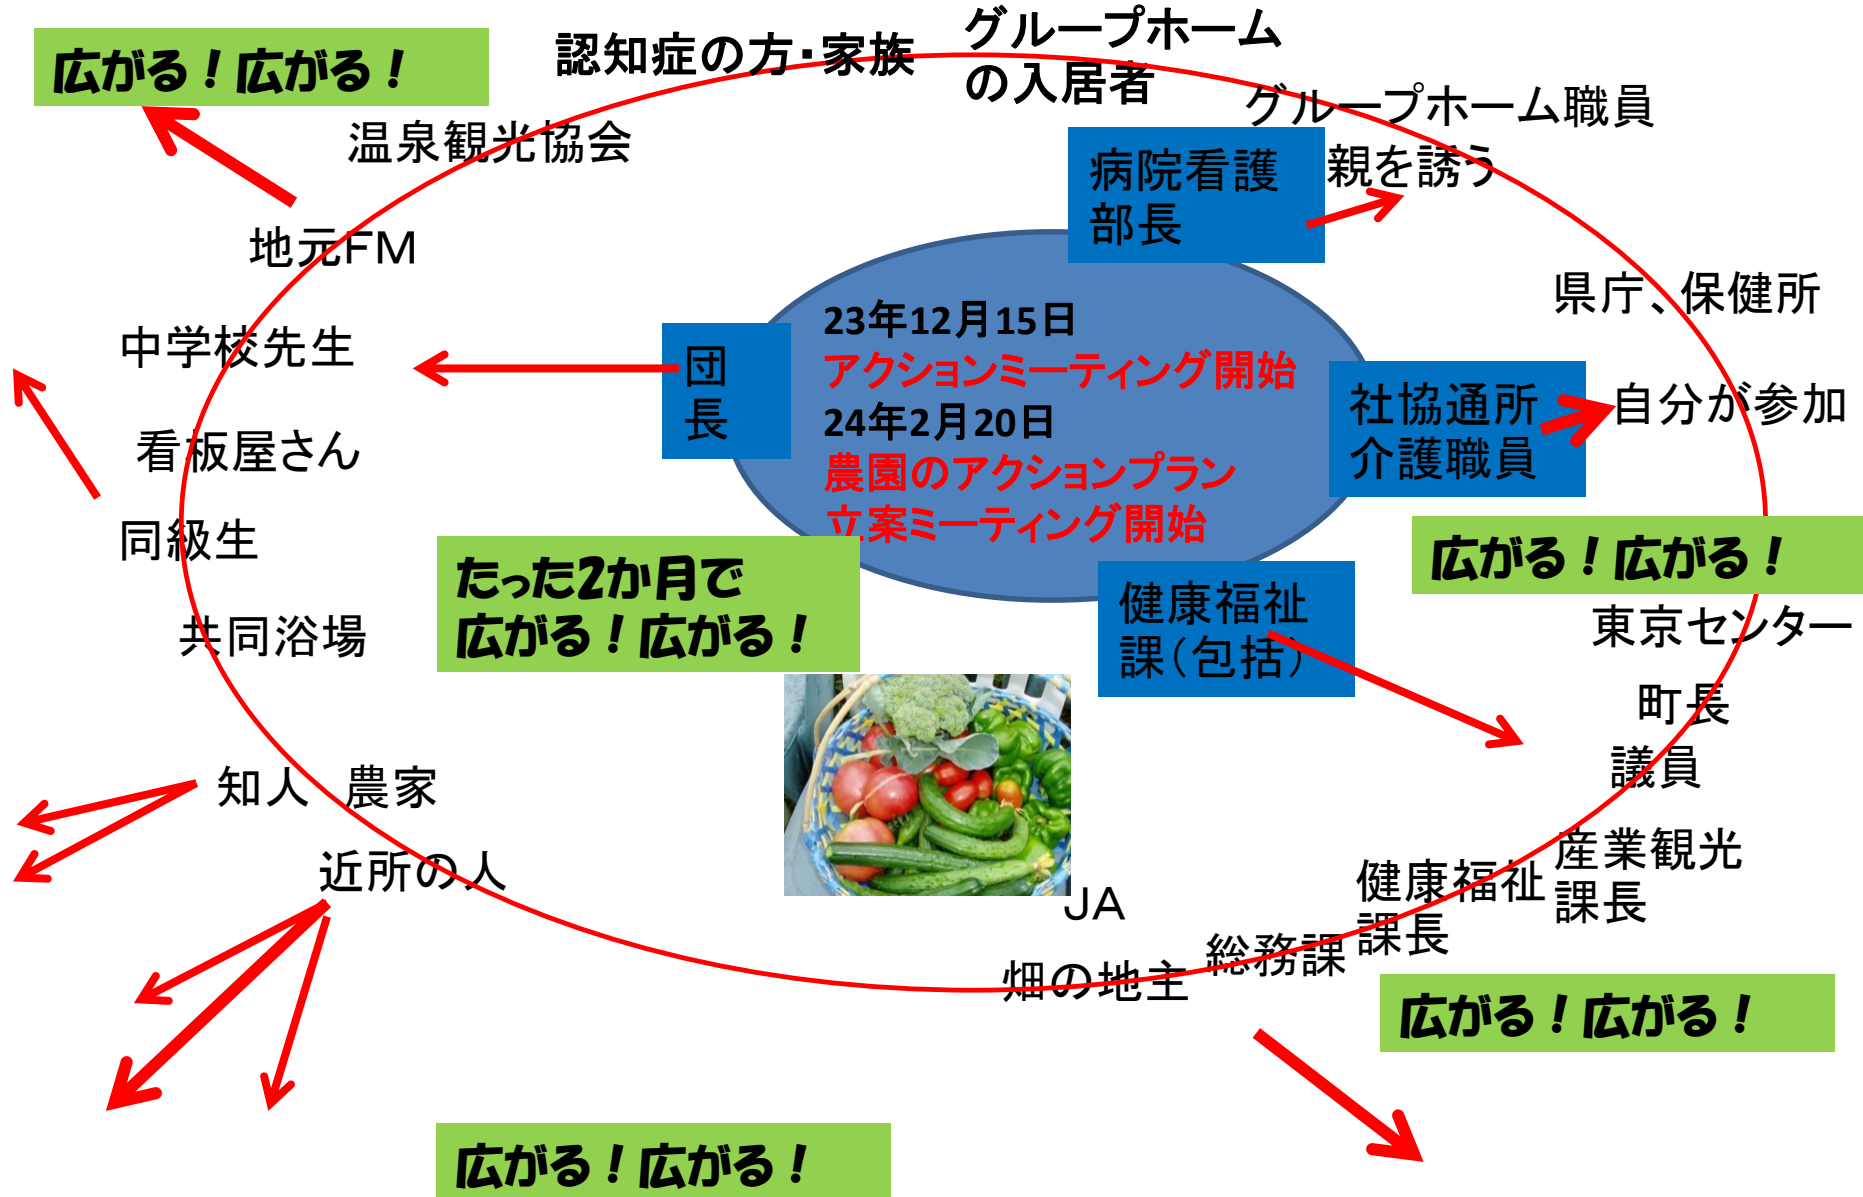 広がる！広がる！
認知症の方・家族
グループホーム
の入居者
グループホーム職員
温泉観光協会
病院看護
部長
親を誘う
地元FM
県庁、保健所
中学校先生
団
長
23年12月15日
アクションミーティング開始
24年2月20日
農園のアクションプラン
立案ミーティング開始
社協通所
介護職員
自分が参加
看板屋さん
同級生
たった2か月で
広がる！広がる！
健康福祉
課（包括）
広がる！広がる！
共同浴場
東京センター
町長
議員
知人　農家
近所の人
産業観光
課長
健康福祉
課長
JA
総務課
畑の地主
広がる！広がる！
広がる！広がる！